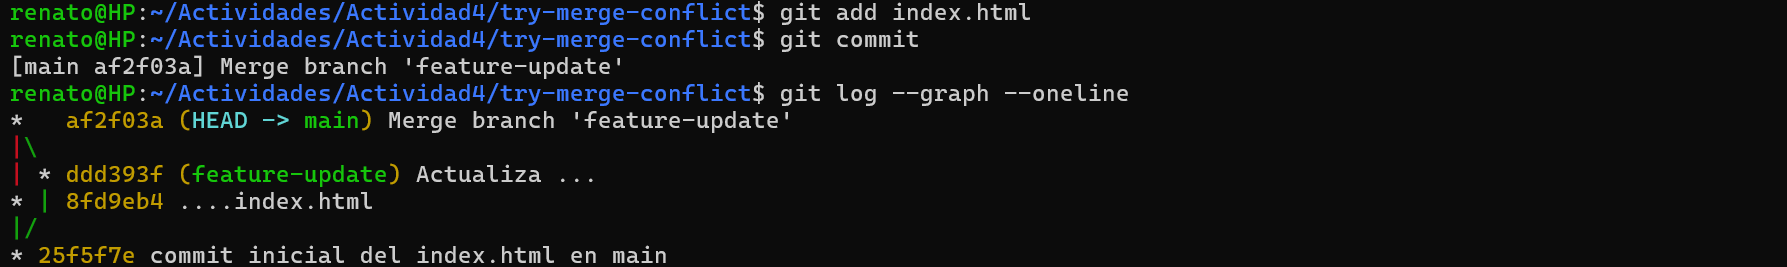 renato@HP:~/Actividades/Actividad4/try-merge-conflict$ git add index.html
renato@HP:~/Actividades/Actividad4/try-merge-conflict$ git commit
[main af2f03a] Merge branch 'feature-update'
renato@HP:~/Actividades/Actividad4/try-merge-conflict$ git log --graph --oneline
*   af2f03a (HEAD -> main) Merge branch 'feature-update'
|\
| * ddd393f (feature-update) Actualiza ...
* | 8fd9eb4 ....index.html
|/
* 25f5f7e commit inicial del index.html en main